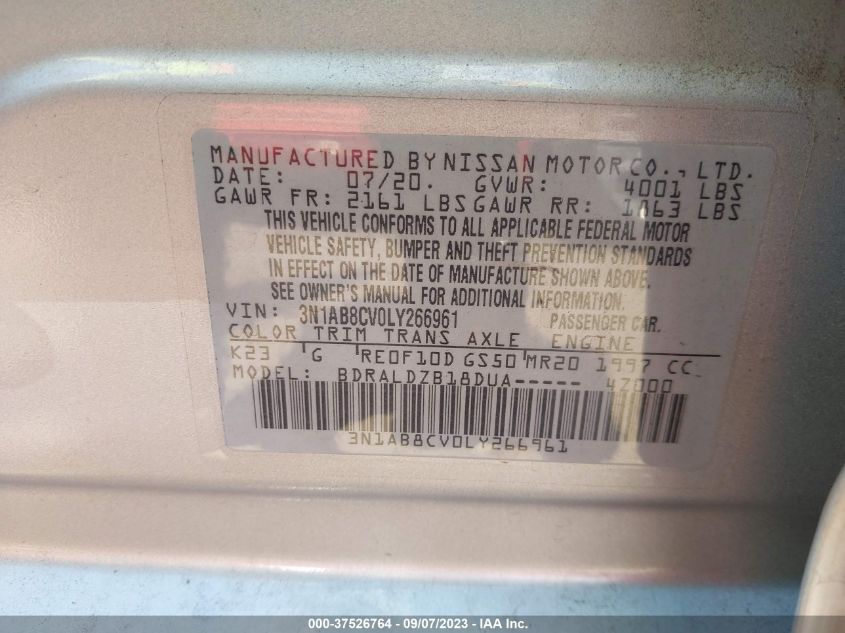 MANUFACTURED BY NISSAN MOTOR CO., LTD.
DATE: 07/20. GVWR: 4001 LBS
GAWR FR: 2161 LBS GAWR RR: 1863 LBS
THIS VEHICLE CONFORMS TO ALL APPLICABLE FEDERAL MOTOR
VEHICLE SAFETY, BUMPER AND THEFT PREVENTION STANDARDS
IN EFFECT ON THE DATE OF MANUFACTURE SHOWN ABOVE.
SEE OWNER'S MANUAL FOR ADDITIONAL INFORMATION.
VIN: 3N1AB8CV0LY266961 PASSENGER CAR.
COLOR TRIM TRANS AXLE ENGINE
K23 G RE0F10D GS50 MR20 1997 CC
MODEL: BDRALDZB18DUA----- 4Z000
3N1AB8CV0LY266961
000-37526764 - 09/07/2023 - IAA Inc.